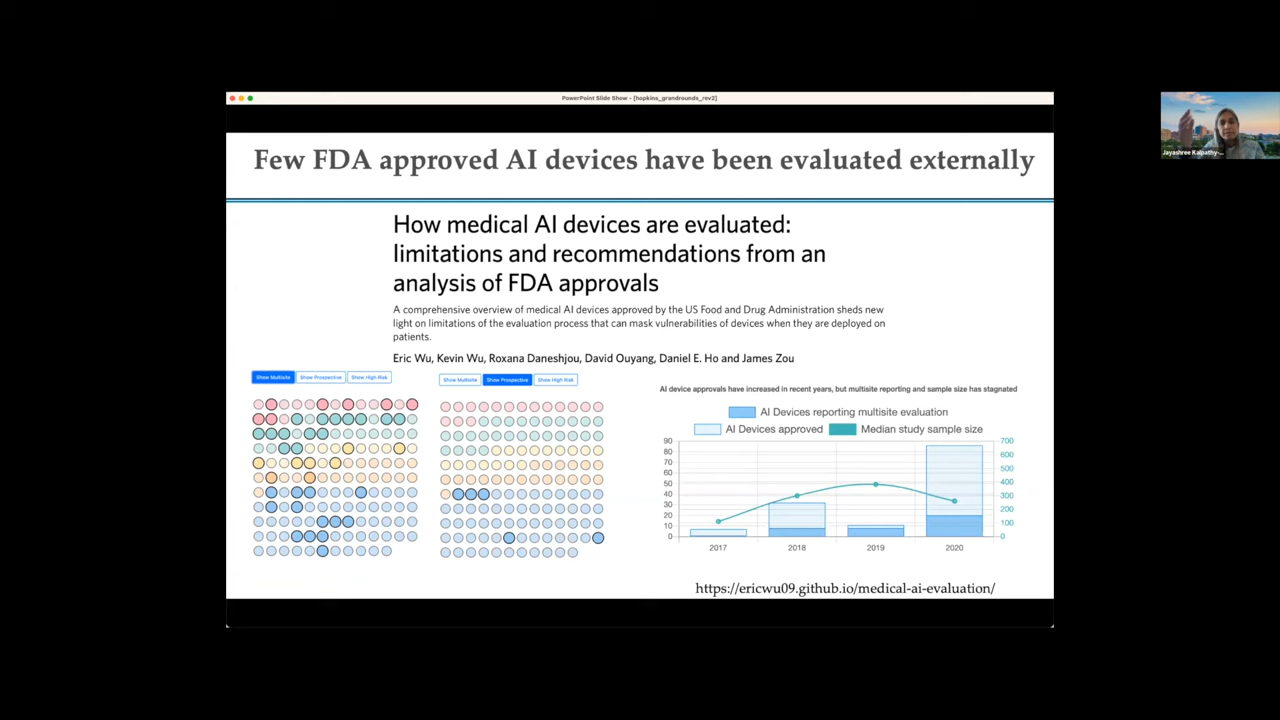 PowerPoint Slide Show - [hopkins_grandrounds_rev2]
Few FDA approved AI devices have been evaluated externally
How medical AI devices are evaluated:
limitations and recommendations from an
analysis of FDA approvals
A comprehensive overview of medical AI devices approved by the US Food and Drug Administration sheds new
light on limitations of the evaluation process that can mask vulnerabilities of devices when they are deployed on
patients.
Eric Wu, Kevin Wu, Roxana Daneshjou, David Ouyang, Daniel E. Ho and James Zou
Show Multisite Show Prospective Show High Risk
Show Multisite Show Prospective Show High Risk
AI device approvals have increased in recent years, but multisite reporting and sample size has stagnated
AI Devices reporting multisite evaluation
AI Devices approved Median study sample size
90 700
80 600
70 500
60 400
50 300
40 200
30 100
20 0
10
0
2017 2018 2019 2020
https://ericwu09.github.io/medical-ai-evaluation/
Jayashree Kalpathy-...